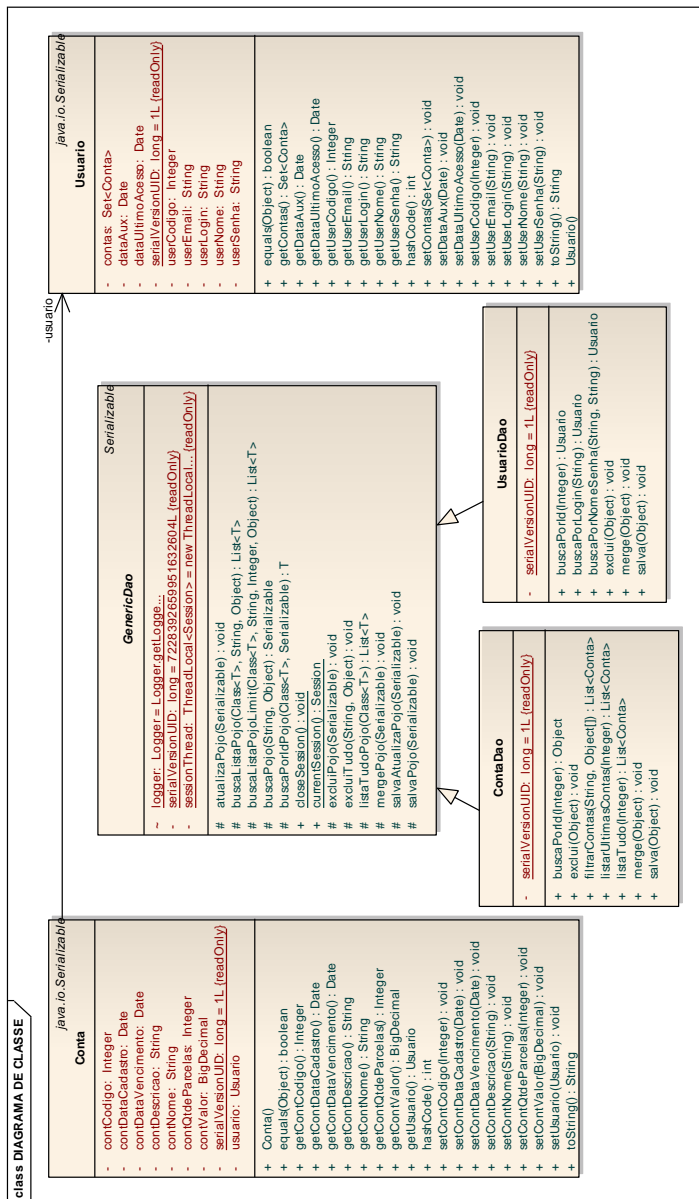 class DIAGRAMA DE CLASSE
java.io.Serializable
Conta
- contCodigo: Integer
- contDataCadastro: Date
- contDataVencimento: Date
- contDescricao: String
- contNome: String
- contQtdeParcelas: Integer
- contValor: BigDecimal
- serialVersionUID: long = 1L {readOnly}
- usuario: Usuario
+ Conta()
+ equals(Object) : boolean
+ getContCodigo() : Integer
+ getContDataCadastro() : Date
+ getContDataVencimento() : Date
+ getContDescricao() : String
+ getContNome() : String
+ getContQtdeParcelas() : Integer
+ getContValor() : BigDecimal
+ getUsuario() : Usuario
+ hashCode() : int
+ setContCodigo(Integer) : void
+ setContDataCadastro(Date) : void
+ setContDataVencimento(Date) : void
+ setContDescricao(String) : void
+ setContNome(String) : void
+ setContQtdeParcelas(Integer) : void
+ setContValor(BigDecimal) : void
+ setUsuario(Usuario) : void
+ toString() : String
Serializable
GenericDao
~ logger: Logger = Logger.getLogge...
- serialVersionUID: long = 7228392659951632604L {readOnly}
- sessionThread: ThreadLocal<Session> = new ThreadLocal... {readOnly}
# atualizaPojo(Serializable) : void
# buscaListaPojo(Class<T>, String, Object) : List<T>
# buscaListaPojoLimit(Class<T>, String, Integer, Object) : List<T>
# buscaPojo(String, Object) : Serializable
# buscaPorIdPojo(Class<T>, Serializable) : T
+ closeSession() : void
+ currentSession() : Session
# excluiPojo(Serializable) : void
# excluiTudo(String, Object) : void
# listaTudoPojo(Class<T>) : List<T>
# mergePojo(Serializable) : void
# salvaAtualizaPojo(Serializable) : void
# salvaPojo(Serializable) : void
ContaDao
- serialVersionUID: long = 1L {readOnly}
+ buscaPorId(Integer) : Object
+ exclui(Object) : void
+ filtrarContas(String, Object[]) : List<Conta>
+ listarUltimasContas(Integer) : List<Conta>
+ listaTudo(Integer) : List<Conta>
+ merge(Object) : void
+ salva(Object) : void
UsuarioDao
- serialVersionUID: long = 1L {readOnly}
+ buscaPorId(Integer) : Usuario
+ buscaPorLogin(String) : Usuario
+ buscaPorNomeSenha(String, String) : Usuario
+ exclui(Object) : void
+ merge(Object) : void
+ salva(Object) : void
-usuario
java.io.Serializable
Usuario
- contas: Set<Conta>
- dataAux: Date
- dataUltimoAcesso: Date
- serialVersionUID: long = 1L {readOnly}
- userCodigo: Integer
- userEmail: String
- userLogin: String
- userNome: String
- userSenha: String
+ equals(Object) : boolean
+ getContas() : Set<Conta>
+ getDataAux() : Date
+ getDataUltimoAcesso() : Date
+ getUserCodigo() : Integer
+ getUserEmail() : String
+ getUserLogin() : String
+ getUserNome() : String
+ getUserSenha() : String
+ hashCode() : int
+ setContas(Set<Conta>) : void
+ setDataAux(Date) : void
+ setDataUltimoAcesso(Date) : void
+ setUserCodigo(Integer) : void
+ setUserEmail(String) : void
+ setUserLogin(String) : void
+ setUserNome(String) : void
+ setUserSenha(String) : void
+ toString() : String
+ Usuario()